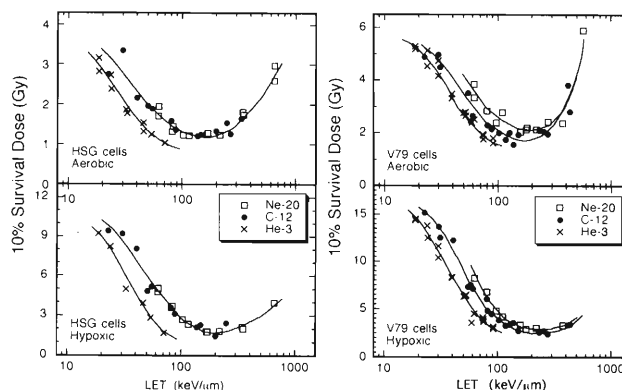 10% Survival Dose (Gy)
4
3
2
1
0
HSG cells
Aerobic
10
100
1000
12
9
6
3
0
Ne-20
C-12
He-3
HSG cells
Hypoxic
10
100
1000
LET (keV/μm)
10% Survival Dose (Gy)
6
4
2
0
V79 cells
Aerobic
10
100
1000
15
10
5
0
Ne-20
C-12
He-3
V79 cells
Hypoxic
10
100
1000
LET (keV/μm)